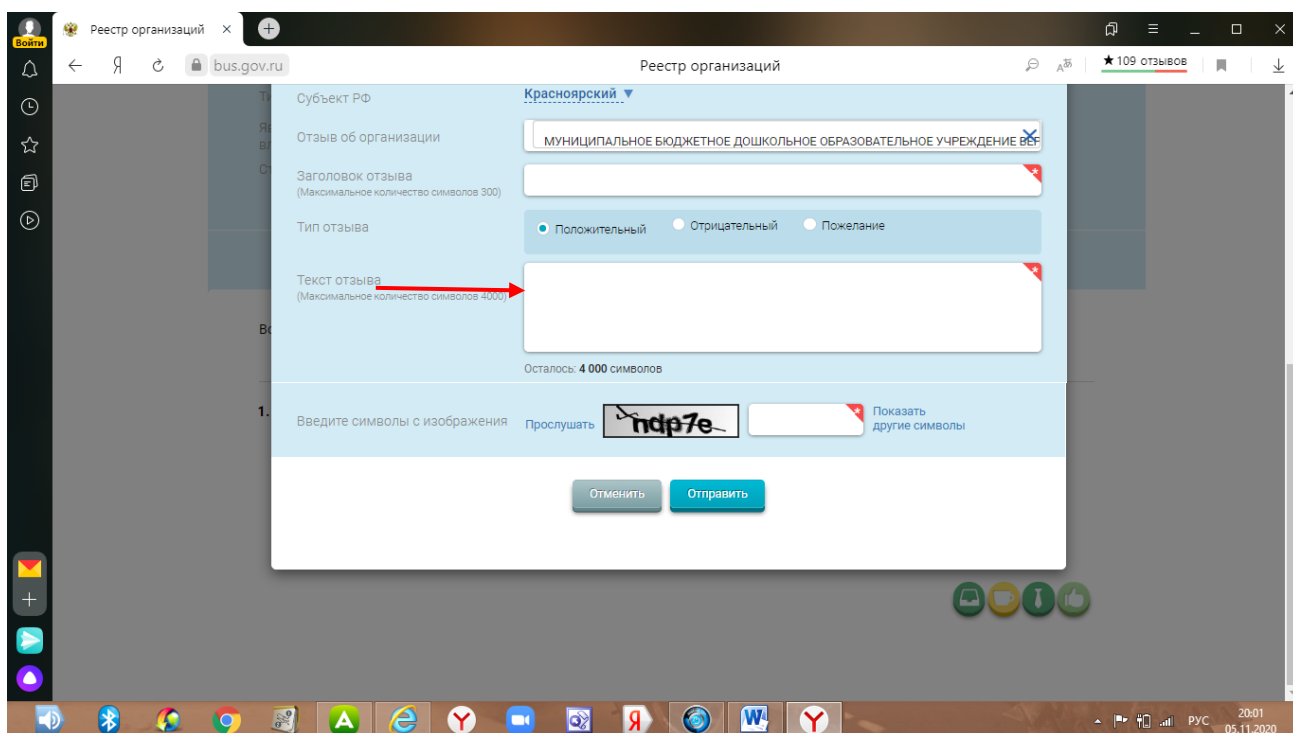 Войти
Реестр организаций
bus.gov.ru
Реестр организаций
109 отзывов
Субъект РФ
Красноярский
Отзыв об организации
МУНИЦИПАЛЬНОЕ БЮДЖЕТНОЕ ДОШКОЛЬНОЕ ОБРАЗОВАТЕЛЬНОЕ УЧРЕЖДЕНИЕ
Заголовок отзыва
(Максимальное количество символов 300)
Тип отзыва
Положительный Отрицательный Пожелание
Текст отзыва
(Максимальное количество символов 4000)
Осталось: 4 000 символов
1.
Введите символы с изображения
Прослушать
ndp7e
Показать
другие символы
Отменить Отправить
РУС
20:01
05.11.2020